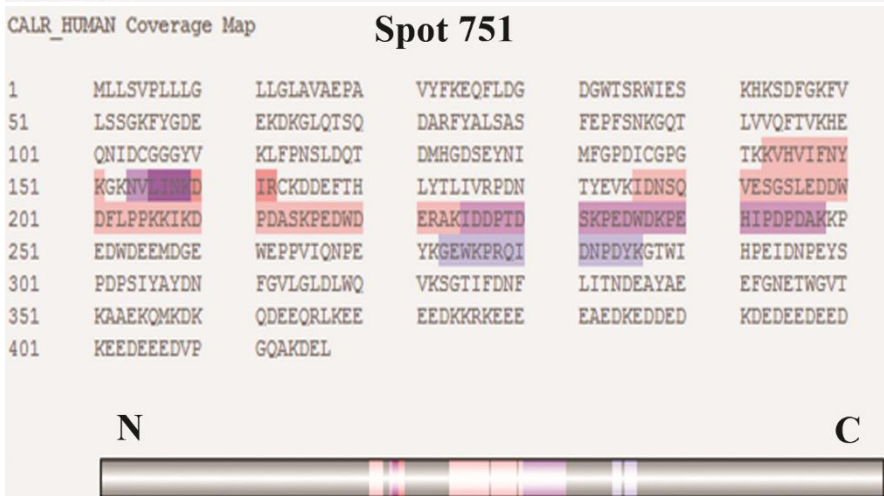 CALR_HUMAN Coverage Map Spot 751
1 MLLSVPLLLG LLGLAVAEPA VYFKEQFLDG DGWTSRWIES KHKSDFGKFV
51 LSSGKFYGDE EKDKGLQTSQ DARFYALSAS FEPFSNKGQT LVVQFTVKHE
101 QNIDCGGGYV KLFPNSLDQT DMHGDSEYNI MFGPDICGPG TKKVHVIFNY
151 KGKNVLINKD IRCKDDEFTH LYTLIVRPDN TYEVKIDNSQ VESGSLEDDW
201 DFLPPKKIKD PDASKPEDWD ERAKIDDPTD SKPEDWDKPE HIPDPDAKKP
251 EDWDEEMDGE WEPPVIQNPE YKGEWKPRQI DNPDYKGTWI HPEIDNPEYS
301 PDPSIYAYDN FGVLGLDLWQ VKSGTIFDNF LITNDEAYAE EFGNETWGVT
351 KAAEKQMKDK QDEEQRLKEE EEDKKRKEEE EAEDKEDDED KDEDEEDEED
401 KEEDEEEDVP GQAKDEL
N C